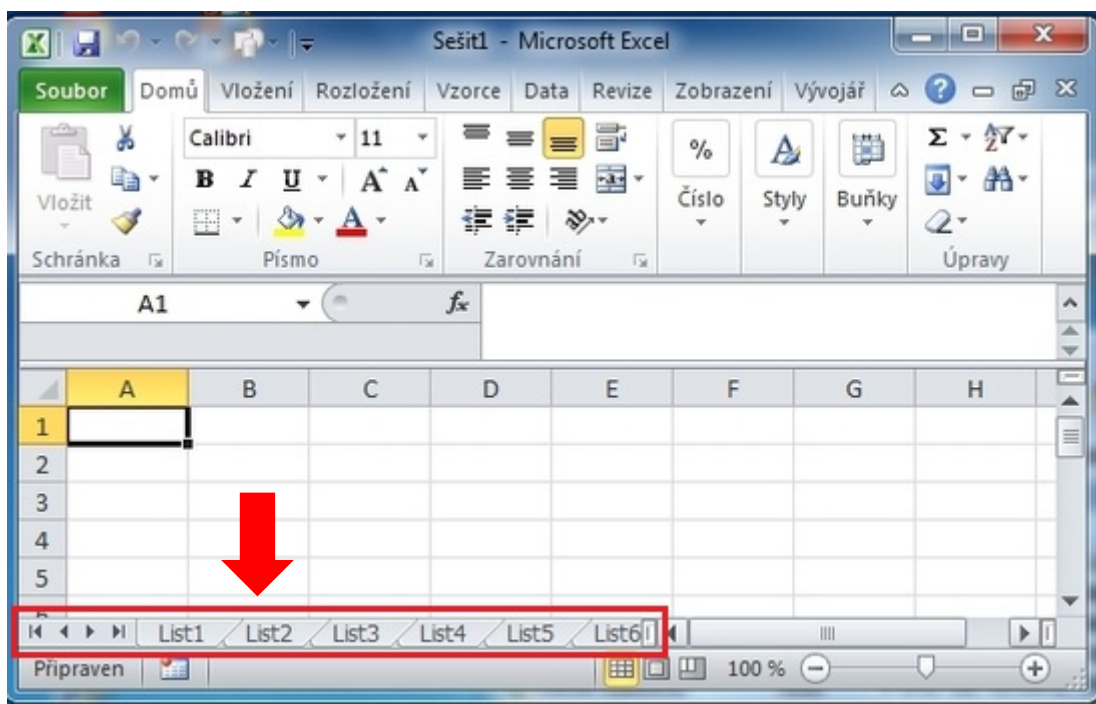 Sešit1 - Microsoft Excel
Soubor Domů Vložení Rozložení Vzorce Data Revize Zobrazení Vývojář
Calibri 11 % Σ
Vložit B I U A A Číslo Styly Buňky
A
Schránka Písmo Zarovnání Úpravy
A1 fx
A B C D E F G H
1
2
3
4
5
List1 List2 List3 List4 List5 List6
Připraven 100 %